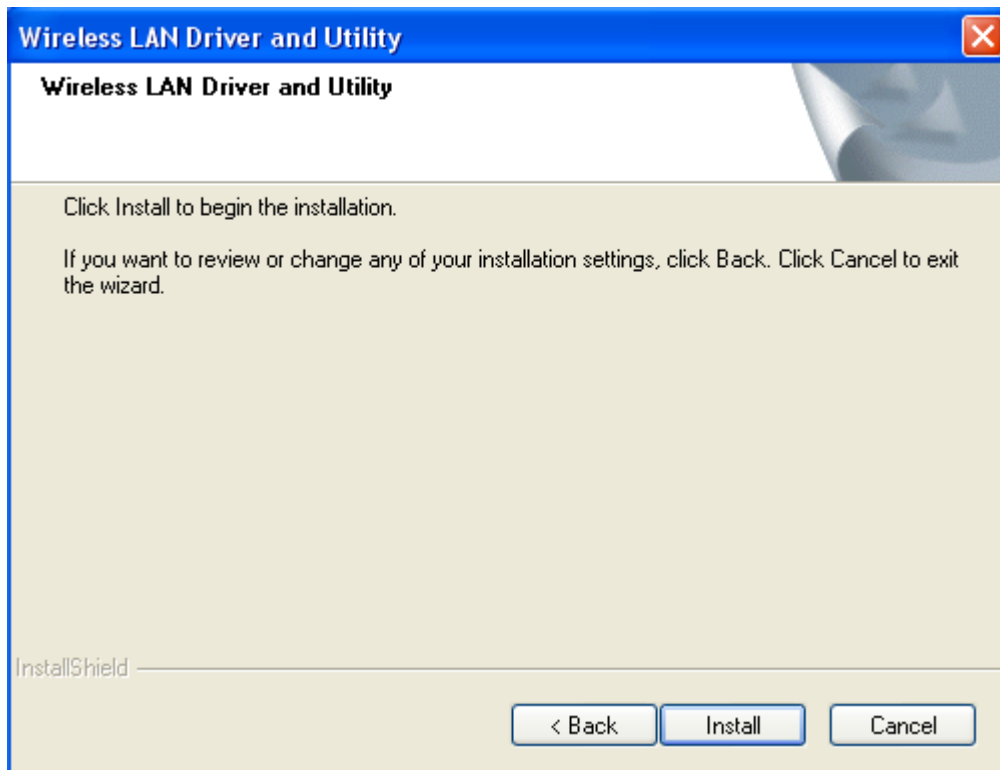 Wireless LAN Driver and Utility
Wireless LAN Driver and Utility
Click Install to begin the installation.
If you want to review or change any of your installation settings, click Back. Click Cancel to exit
the wizard.
InstallShield
< Back
Install
Cancel